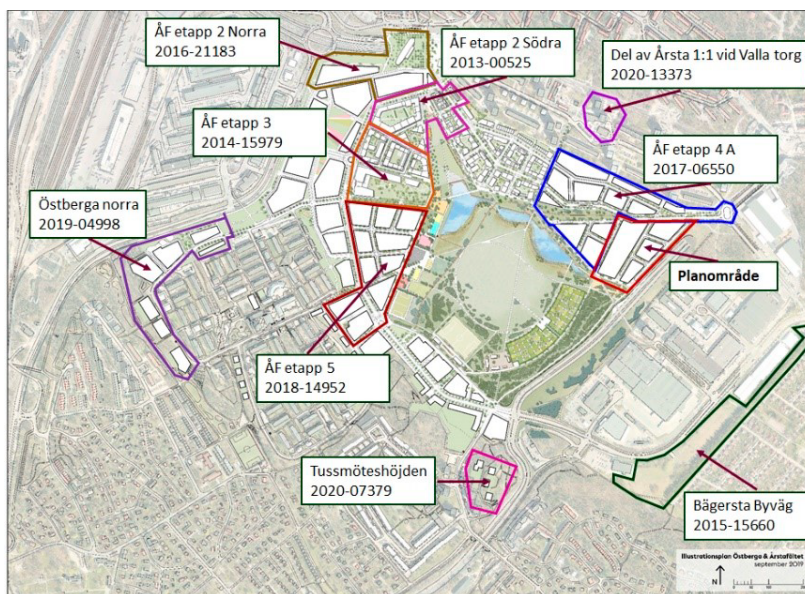 ÅF etapp 2 Norra
2016-21183
ÅF etapp 2 Södra
2013-00525
Del av Årsta 1:1 vid Valla torg
2020-13373
ÅF etapp 3
2014-15979
ÅF etapp 4 A
2017-06550
Östberga norra
2019-04998
Planområde
ÅF etapp 5
2018-14952
Tussmöteshöjden
2020-07379
Bägersta Byväg
2015-15660
Illustrationsplan Östberga & Årstafältet
september 2019
N